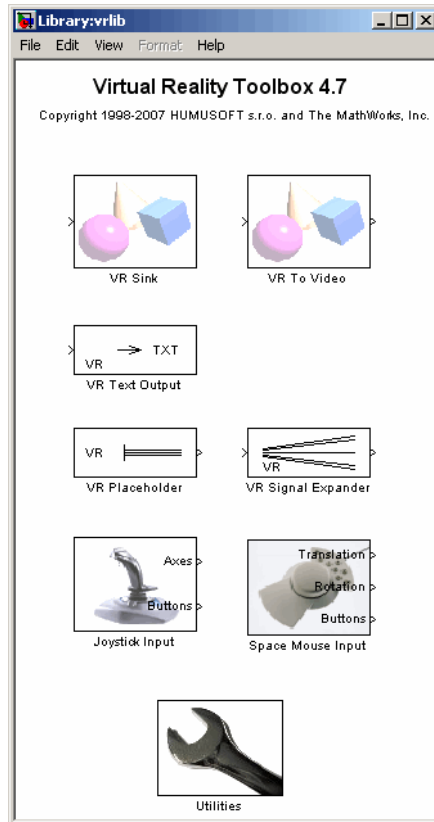 Library:vrlib
File Edit View Format Help
Virtual Reality Toolbox 4.7
Copyright 1998-2007 HUMUSOFT s.r.o. and The MathWorks, Inc.
VR Sink
VR To Video
TXT
VR
VR Text Output
VR
VR Placeholder
VR
VR Signal Expander
Axes
Buttons
Joystick Input
Translation
Rotation
Buttons
Space Mouse Input
Utilities